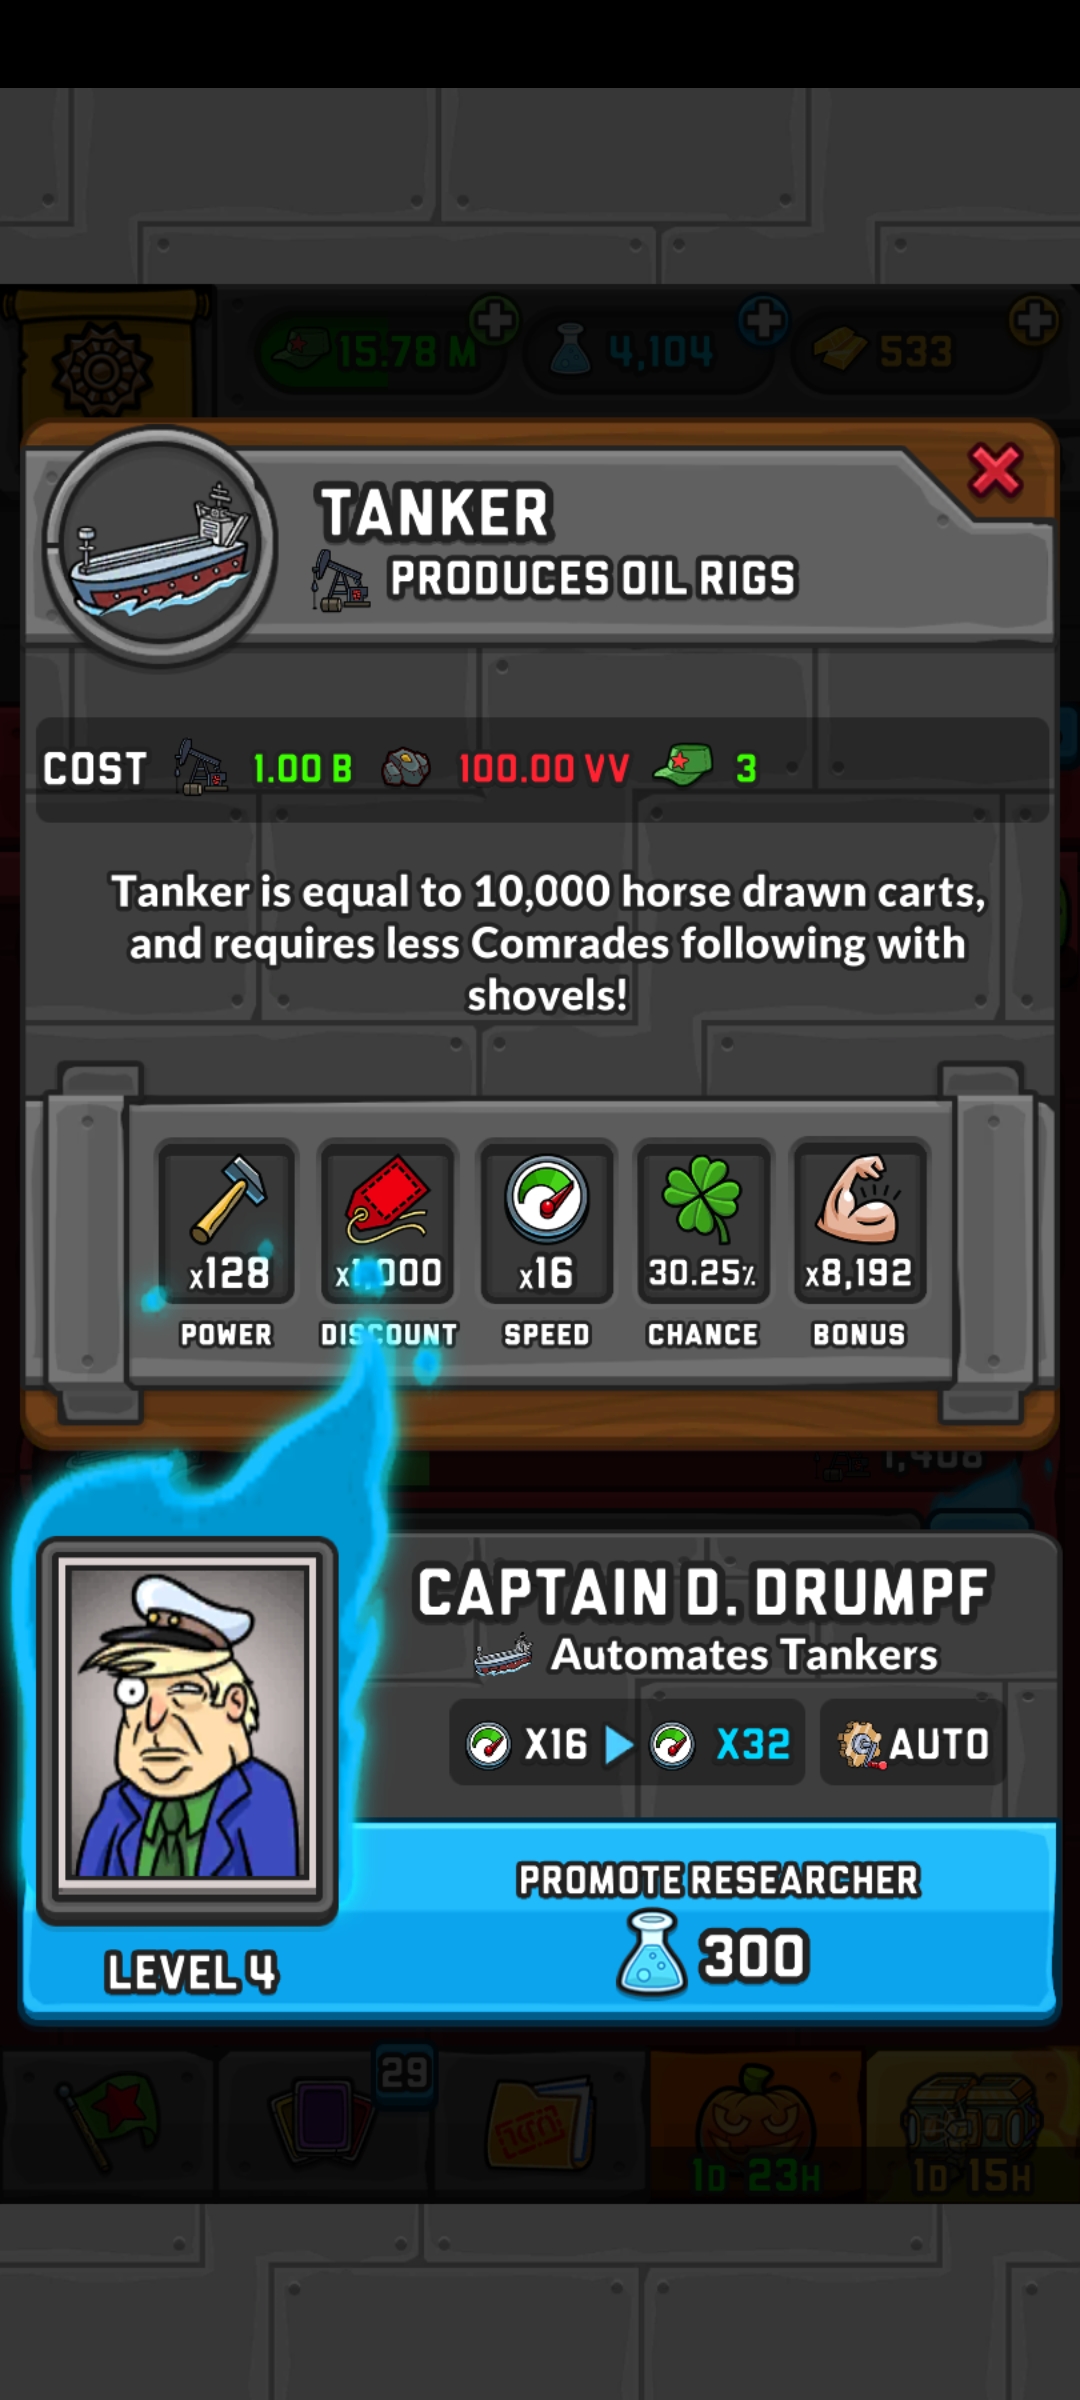 15.78 M 4,104 533
TANKER
PRODUCES OIL RIGS
COST 1.00 B 100.00 VV 3
Tanker is equal to 10,000 horse drawn carts,
and requires less Comrades following with
shovels!
x128 x1,000 x16 30.25% x8,192
POWER DISCOUNT SPEED CHANCE BONUS
1,408
CAPTAIN D. DRUMPF
Automates Tankers
X16 X32 AUTO
PROMOTE RESEARCHER
300
LEVEL 4
29
1D 23H 1D 15H